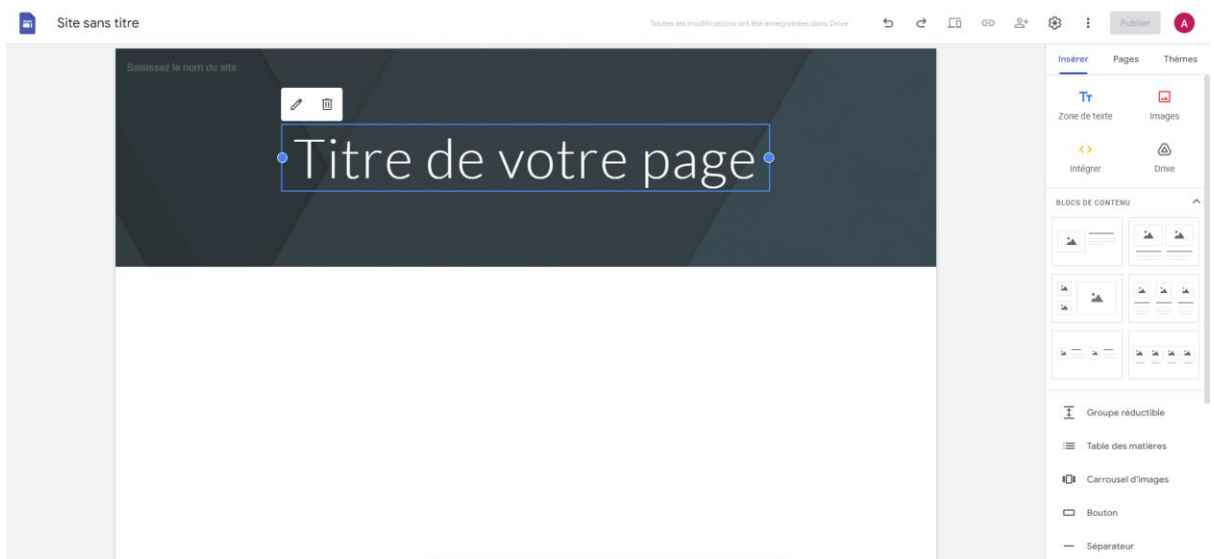 Site sans titre
Toutes les modifications ont été enregistrées dans Drive
Publier
A
Saisissez le nom du site
Titre de votre page
Insérer Pages Thèmes
Zone de texte Images
Intégrer Drive
BLOCS DE CONTENU
Groupe réductible
Table des matières
Carrousel d'images
Bouton
Séparateur